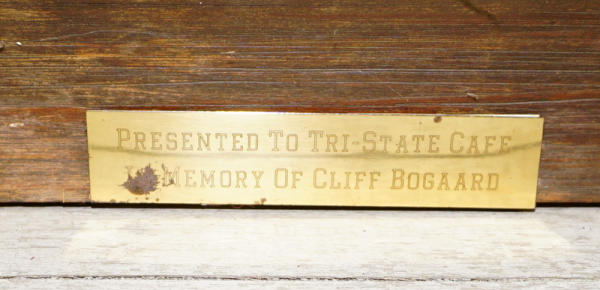 PRESENTED TO TRI-STATE CAFE
MEMORY OF CLIFF BOGAARD